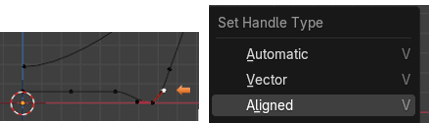 Set Handle Type
Automatic V
Vector V
Aligned V